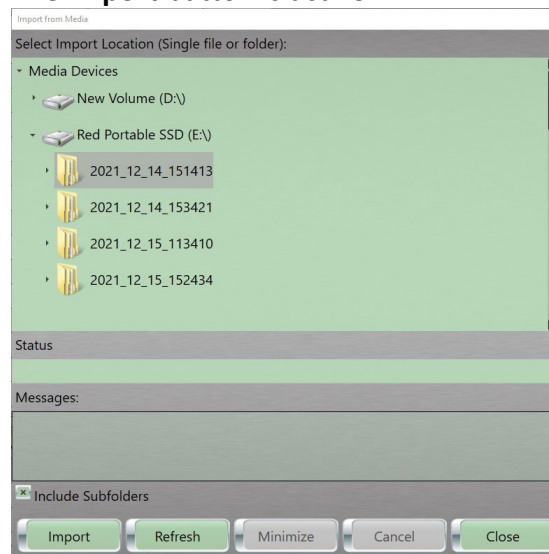 Import from Media
Select Import Location (Single file or folder):
Media Devices
New Volume (D:\)
Red Portable SSD (E:\)
2021_12_14_151413
2021_12_14_153421
2021_12_15_113410
2021_12_15_152434
Status
Messages:
Include Subfolders
Import Refresh Minimize Cancel Close